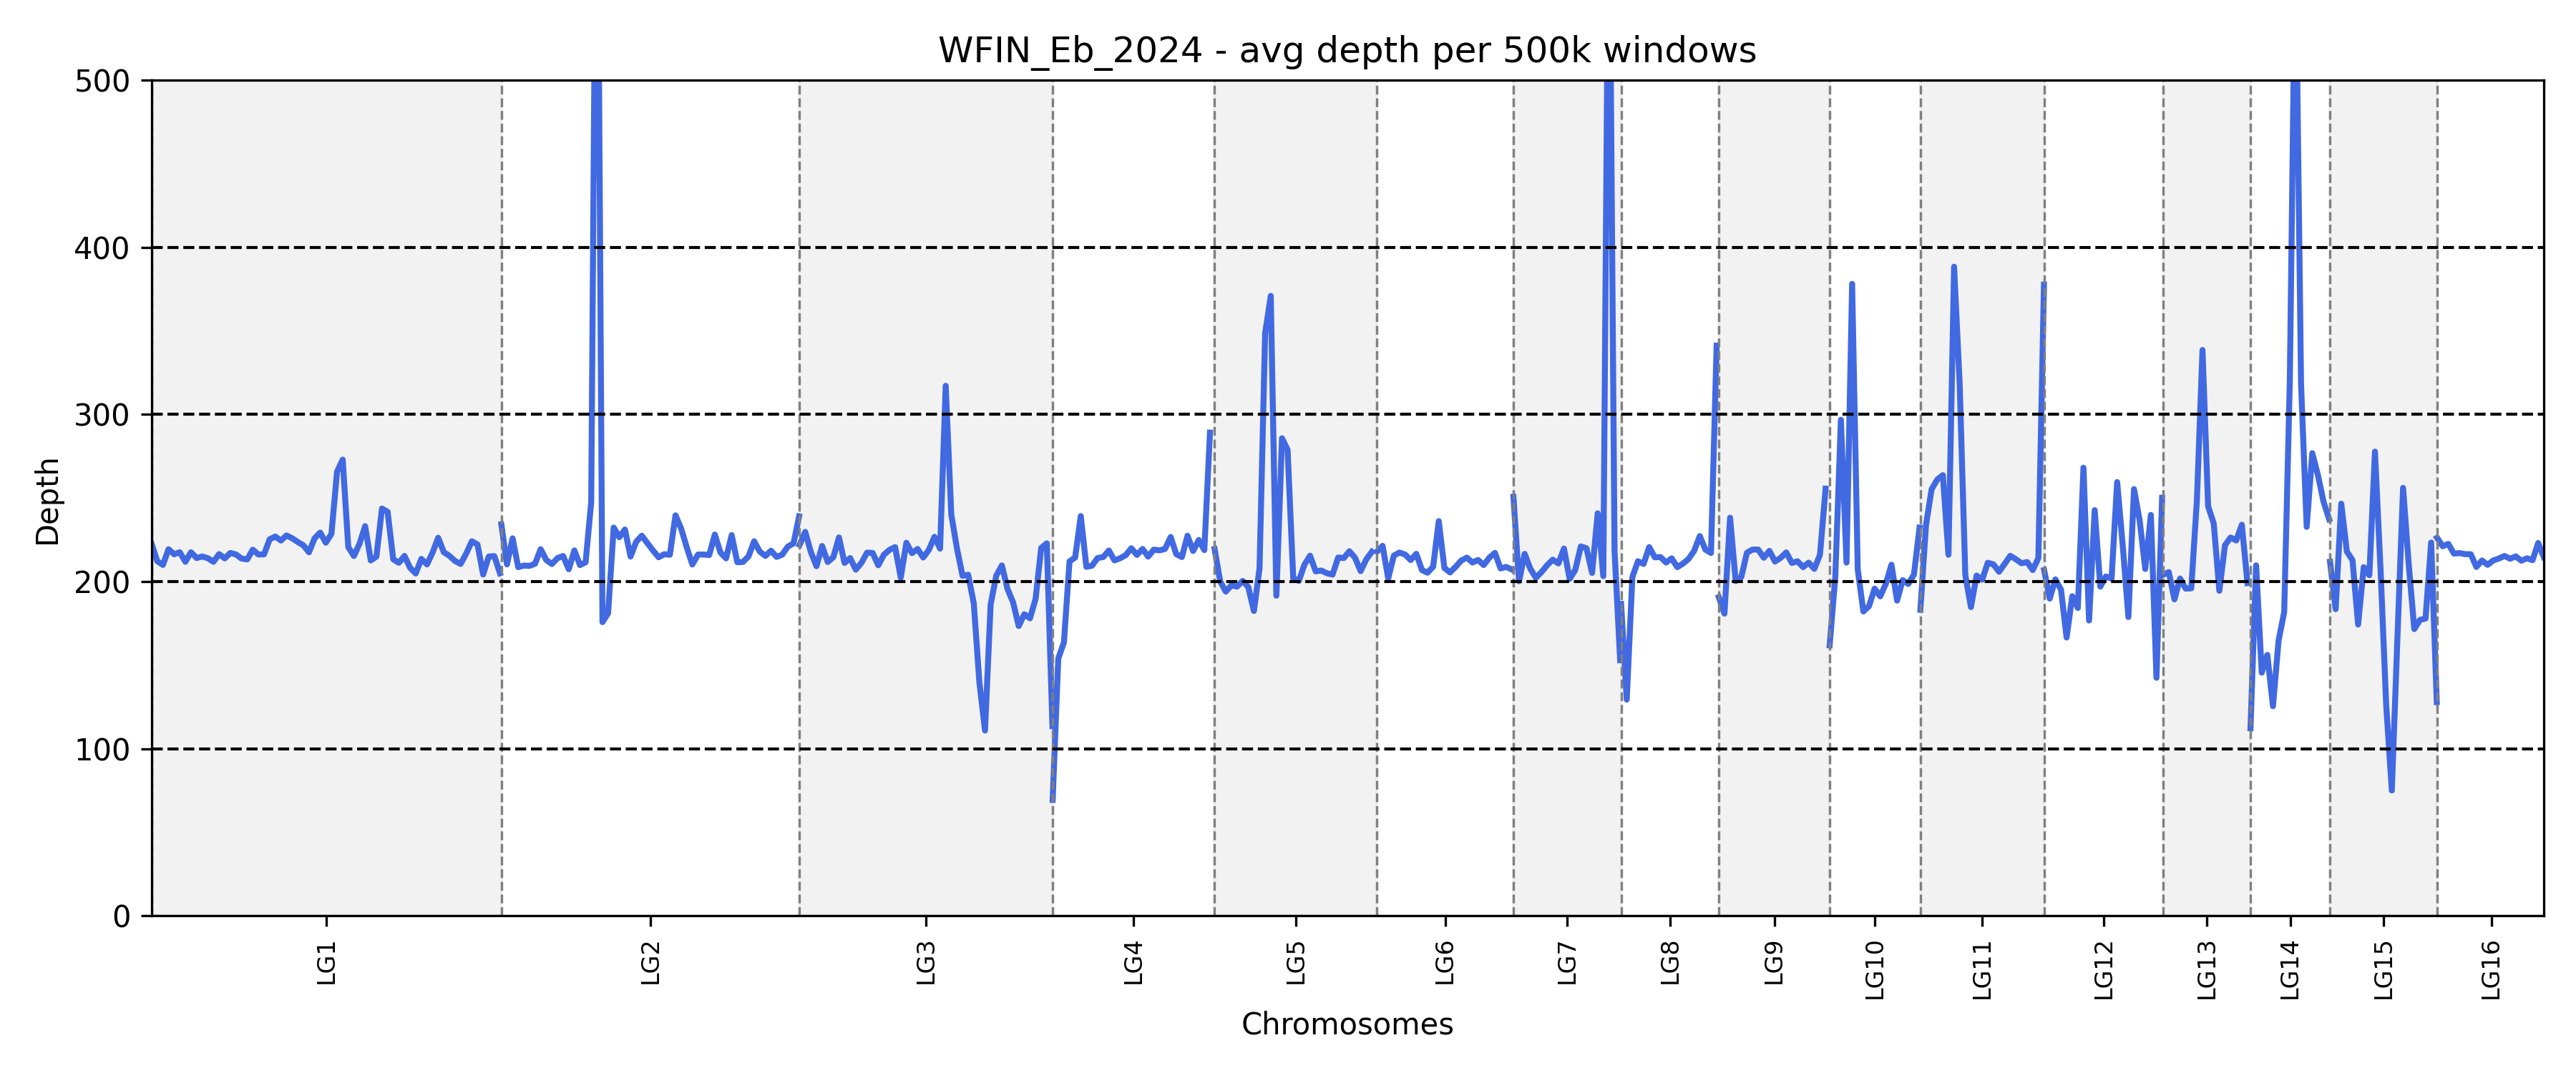 WFIN_Eb_2024 - avg depth per 500k windows
500
400
300
200
100
0
Depth
LG1 LG2 LG3 LG4 LG5 LG6 LG7 LG8 LG9 LG10 LG11 LG12 LG13 LG14 LG15 LG16
Chromosomes